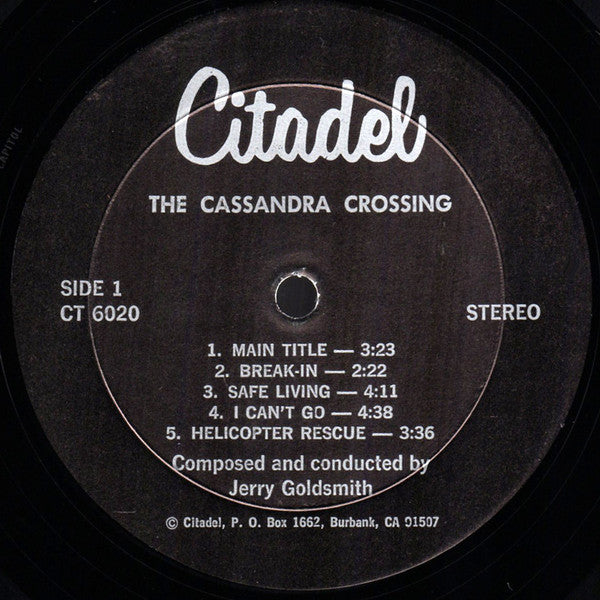 Citadel
THE CASSANDRA CROSSING
SIDE 1
CT 6020
STEREO
1. MAIN TITLE — 3:23
2. BREAK-IN — 2:22
3. SAFE LIVING — 4:11
4. I CAN'T GO — 4:38
5. HELICOPTER RESCUE — 3:36
Composed and conducted by
Jerry Goldsmith
© Citadel, P. O. Box 1662, Burbank, CA 91507
CAPITOL